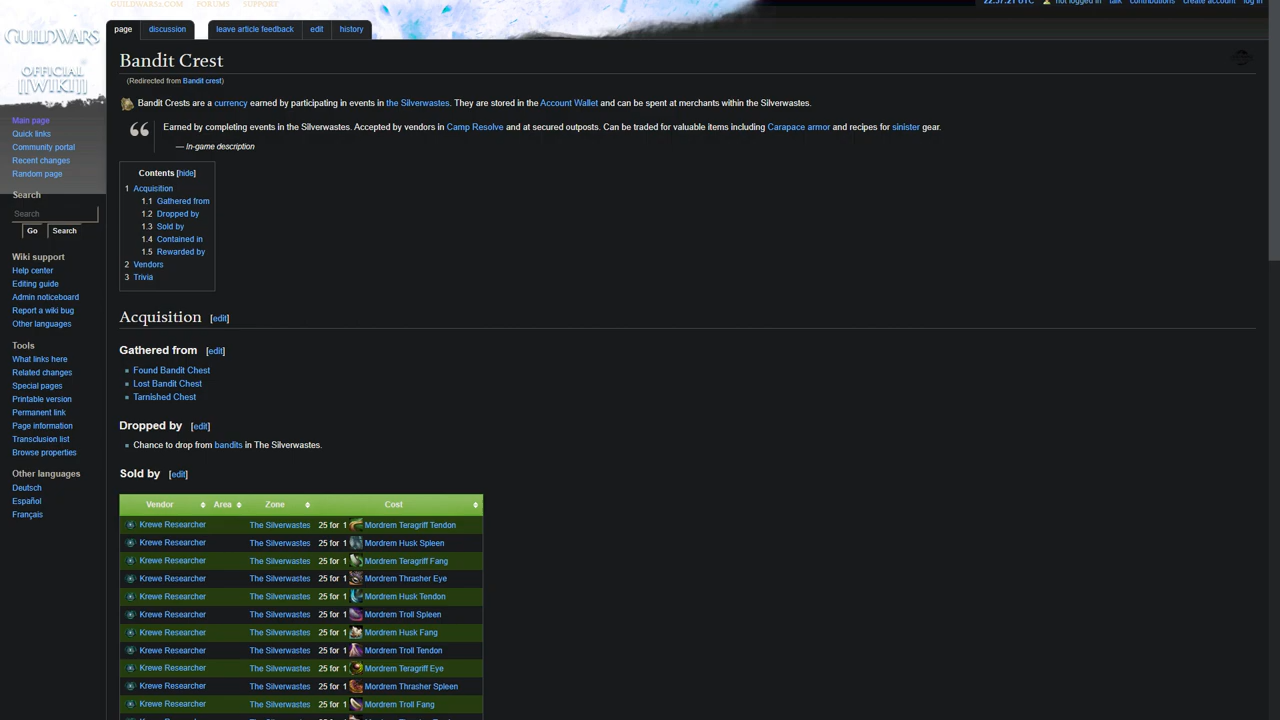 GUILDWARS2.COM FORUMS SUPPORT
22:37:21 UTC not logged in talk contributions create account log in
page discussion leave article feedback edit history
GUILDWARS
OFFICIAL
[[WIKI]]
Main page
Quick links
Community portal
Recent changes
Random page
Search
Search
Go Search
Wiki support
Help center
Editing guide
Admin noticeboard
Report a wiki bug
Other languages
Tools
What links here
Related changes
Special pages
Printable version
Permanent link
Page information
Transclusion list
Browse properties
Other languages
Deutsch
Español
Français
Bandit Crest
(Redirected from Bandit crest)
Bandit Crests are a currency earned by participating in events in the Silverwastes. They are stored in the Account Wallet and can be spent at merchants within the Silverwastes.
“ Earned by completing events in the Silverwastes. Accepted by vendors in Camp Resolve and at secured outposts. Can be traded for valuable items including Carapace armor and recipes for sinister gear.
— In-game description
Contents [hide]
1 Acquisition
1.1 Gathered from
1.2 Dropped by
1.3 Sold by
1.4 Contained in
1.5 Rewarded by
2 Vendors
3 Trivia
Acquisition [edit]
Gathered from [edit]
Found Bandit Chest
Lost Bandit Chest
Tarnished Chest
Dropped by [edit]
Chance to drop from bandits in The Silverwastes.
Sold by [edit]
Vendor Area Zone Cost
Krewe Researcher The Silverwastes 25 for 1 Mordrem Teragriff Tendon
Krewe Researcher The Silverwastes 25 for 1 Mordrem Husk Spleen
Krewe Researcher The Silverwastes 25 for 1 Mordrem Teragriff Fang
Krewe Researcher The Silverwastes 25 for 1 Mordrem Thrasher Eye
Krewe Researcher The Silverwastes 25 for 1 Mordrem Husk Tendon
Krewe Researcher The Silverwastes 25 for 1 Mordrem Troll Spleen
Krewe Researcher The Silverwastes 25 for 1 Mordrem Husk Fang
Krewe Researcher The Silverwastes 25 for 1 Mordrem Troll Tendon
Krewe Researcher The Silverwastes 25 for 1 Mordrem Teragriff Eye
Krewe Researcher The Silverwastes 25 for 1 Mordrem Thrasher Spleen
Krewe Researcher The Silverwastes 25 for 1 Mordrem Troll Fang